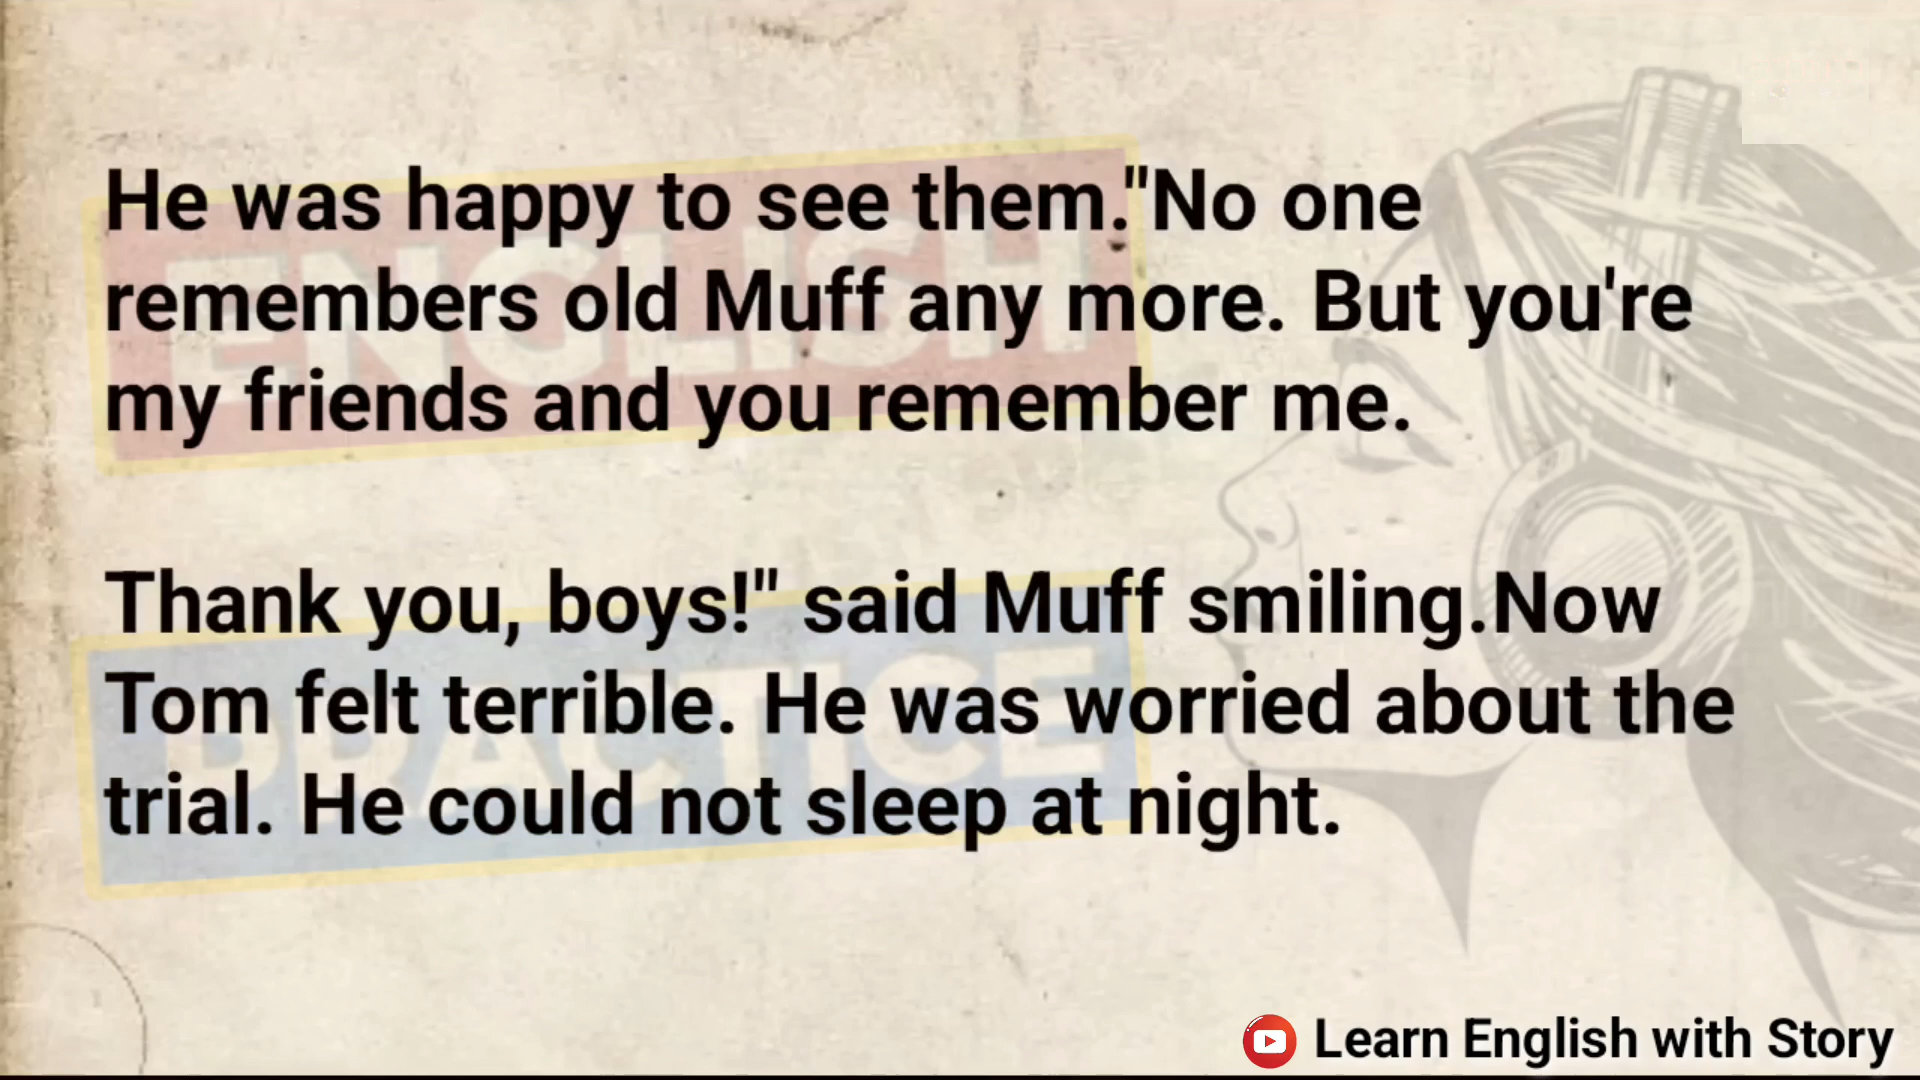 He was happy to see them."No one
remembers old Muff any more. But you're
my friends and you remember me.
Thank you, boys!" said Muff smiling.Now
Tom felt terrible. He was worried about the
trial. He could not sleep at night.
ENGLISH
PRACTICE
Learn English with Story